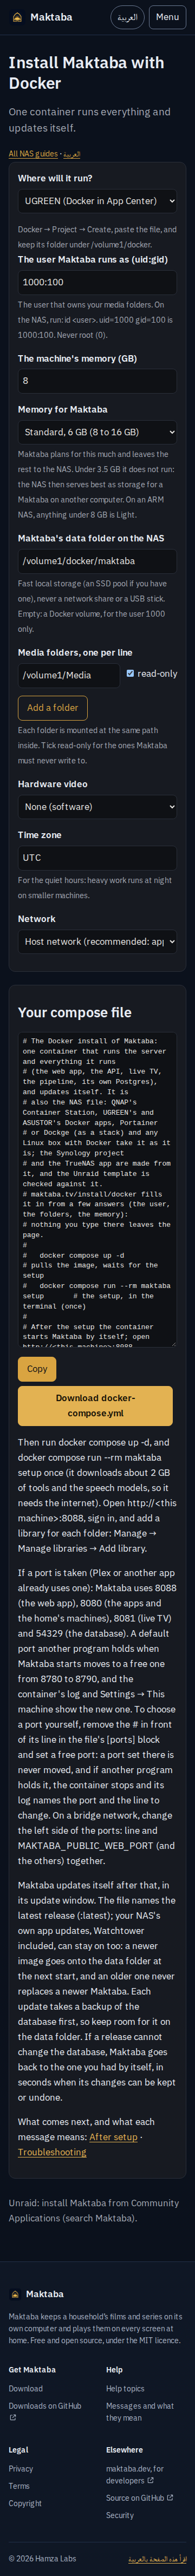 Maktaba
العربية
Menu
Install Maktaba with
Docker
One container runs everything and
updates itself.
All NAS guides · العربية
Where will it run?
UGREEN (Docker in App Center)
Docker → Project → Create, paste the file, and
keep its folder under /volume1/docker.
The user Maktaba runs as (uid:gid)
1000:100
The user that owns your media folders. On
the NAS, run: id <user>. uid=1000 gid=100 is
1000:100. Never root (0).
The machine's memory (GB)
8
Memory for Maktaba
Standard, 6 GB (8 to 16 GB)
Maktaba plans for this much and leaves the
rest to the NAS. Under 3.5 GB it does not run:
the NAS then serves best as storage for a
Maktaba on another computer. On an ARM
NAS, anything under 8 GB is Light.
Maktaba's data folder on the NAS
/volume1/docker/maktaba
Fast local storage (an SSD pool if you have
one), never a network share or a USB stick.
Empty: a Docker volume, for the user 1000
only.
Media folders, one per line
/volume1/Media
read-only
Add a folder
Each folder is mounted at the same path
inside. Tick read-only for the ones Maktaba
must never write to.
Hardware video
None (software)
Time zone
UTC
For the quiet hours: heavy work runs at night
on smaller machines.
Network
Host network (recommended: app
Your compose file
# The Docker install of Maktaba:
one container that runs the server
and everything it runs
# (the web app, the API, live TV,
the pipeline, its own Postgres),
and updates itself. It is
# also the NAS file: QNAP's
Container Station, UGREEN's and
ASUSTOR's Docker apps, Portainer
# or Dockge (as a stack) and any
Linux box with Docker take it as it
is; the Synology project
# and the TrueNAS app are made from
it, and the Unraid template is
checked against it.
# maktaba.tv/install/docker fills
it in from a few answers (the user,
the folders, the memory):
# nothing you type there leaves the
page.
#
#   docker compose up -d
# pulls the image, waits for the
setup
#   docker compose run --rm maktaba
setup       # the setup, in the
terminal (once)
#
# After the setup the container
starts Maktaba by itself; open
http://<this machine>:8088
Copy
Download docker-
compose.yml
Then run docker compose up -d, and
docker compose run --rm maktaba
setup once (it downloads about 2 GB
of tools and the speech models, so it
needs the internet). Open http://<this
machine>:8088, sign in, and add a
library for each folder: Manage →
Manage libraries → Add library.
If a port is taken (Plex or another app
already uses one): Maktaba uses 8088
(the web app), 8080 (the apps and
the home's machines), 8081 (live TV)
and 54329 (the database). A default
port another program holds when
Maktaba starts moves to a free one
from 8780 to 8790, and the
container's log and Settings → This
machine show the new one. To choose
a port yourself, remove the # in front
of its line in the file's [ports] block
and set a free port: a port set there is
never moved, and if another program
holds it, the container stops and its
log names the port and the line to
change. On a bridge network, change
the left side of the ports: line and
MAKTABA_PUBLIC_WEB_PORT (and
the others) together.
Maktaba updates itself after that, in
its update window. The file names the
latest release (:latest); your NAS's
own app updates, Watchtower
included, can stay on too: a newer
image goes onto the data folder at
the next start, and an older one never
replaces a newer Maktaba. Each
update takes a backup of the
database first, so keep room for it on
the data folder. If a release cannot
change the database, Maktaba goes
back to the one you had by itself, in
seconds when its changes can be kept
or undone.
What comes next, and what each
message means: After setup ·
Troubleshooting
Unraid: install Maktaba from Community
Applications (search Maktaba).
Maktaba
Maktaba keeps a household's films and series on its
own computer and plays them on every screen at
home. Free and open source, under the MIT licence.
Get Maktaba
Download
Downloads on GitHub
Help
Help topics
Messages and what
they mean
Legal
Privacy
Terms
Copyright
Elsewhere
maktaba.dev, for
developers
Source on GitHub
Security
© 2026 Hamza Labs
اقرأ هذه الصفحة بالعربية